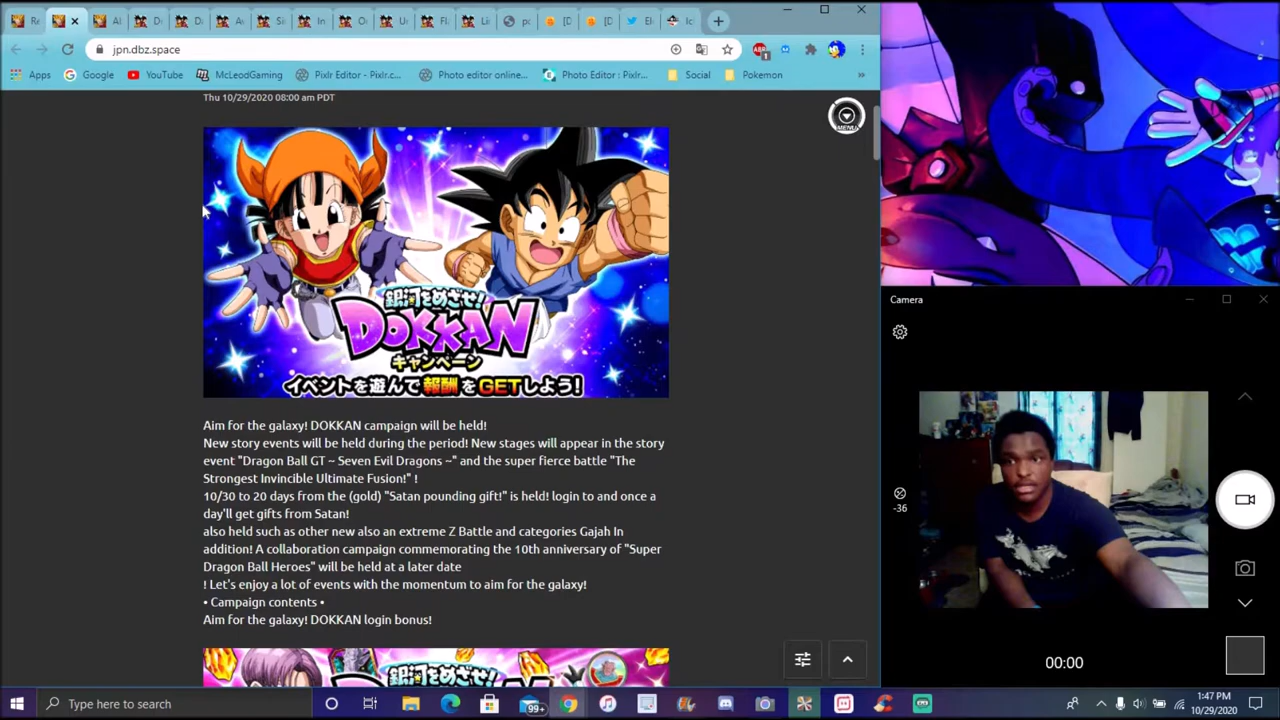 jpn.dbz.space
Apps Google YouTube McLeodGaming Pixlr Editor - Pixlr.c... Photo editor online... Photo Editor : Pixlr... Social Pokemon »
Thu 10/29/2020 08:00 am PDT
MENU
銀河をめざせ!
DOKKAN
キャンペーン
イベントを遊んで報酬をGETしよう!
Aim for the galaxy! DOKKAN campaign will be held!
New story events will be held during the period! New stages will appear in the story
event "Dragon Ball GT ~ Seven Evil Dragons ~" and the super fierce battle "The
Strongest Invincible Ultimate Fusion!" !
10/30 to 20 days from the (gold) "Satan pounding gift!" is held! login to and once a
day'll get gifts from Satan!
also held such as other new also an extreme Z Battle and categories Gajah In
addition! A collaboration campaign commemorating the 10th anniversary of "Super
Dragon Ball Heroes" will be held at a later date
! Let's enjoy a lot of events with the momentum to aim for the galaxy!
• Campaign contents •
Aim for the galaxy! DOKKAN login bonus!
銀河をめざせ!
Camera
-36
00:00
Type here to search
99+
1:47 PM
10/29/2020